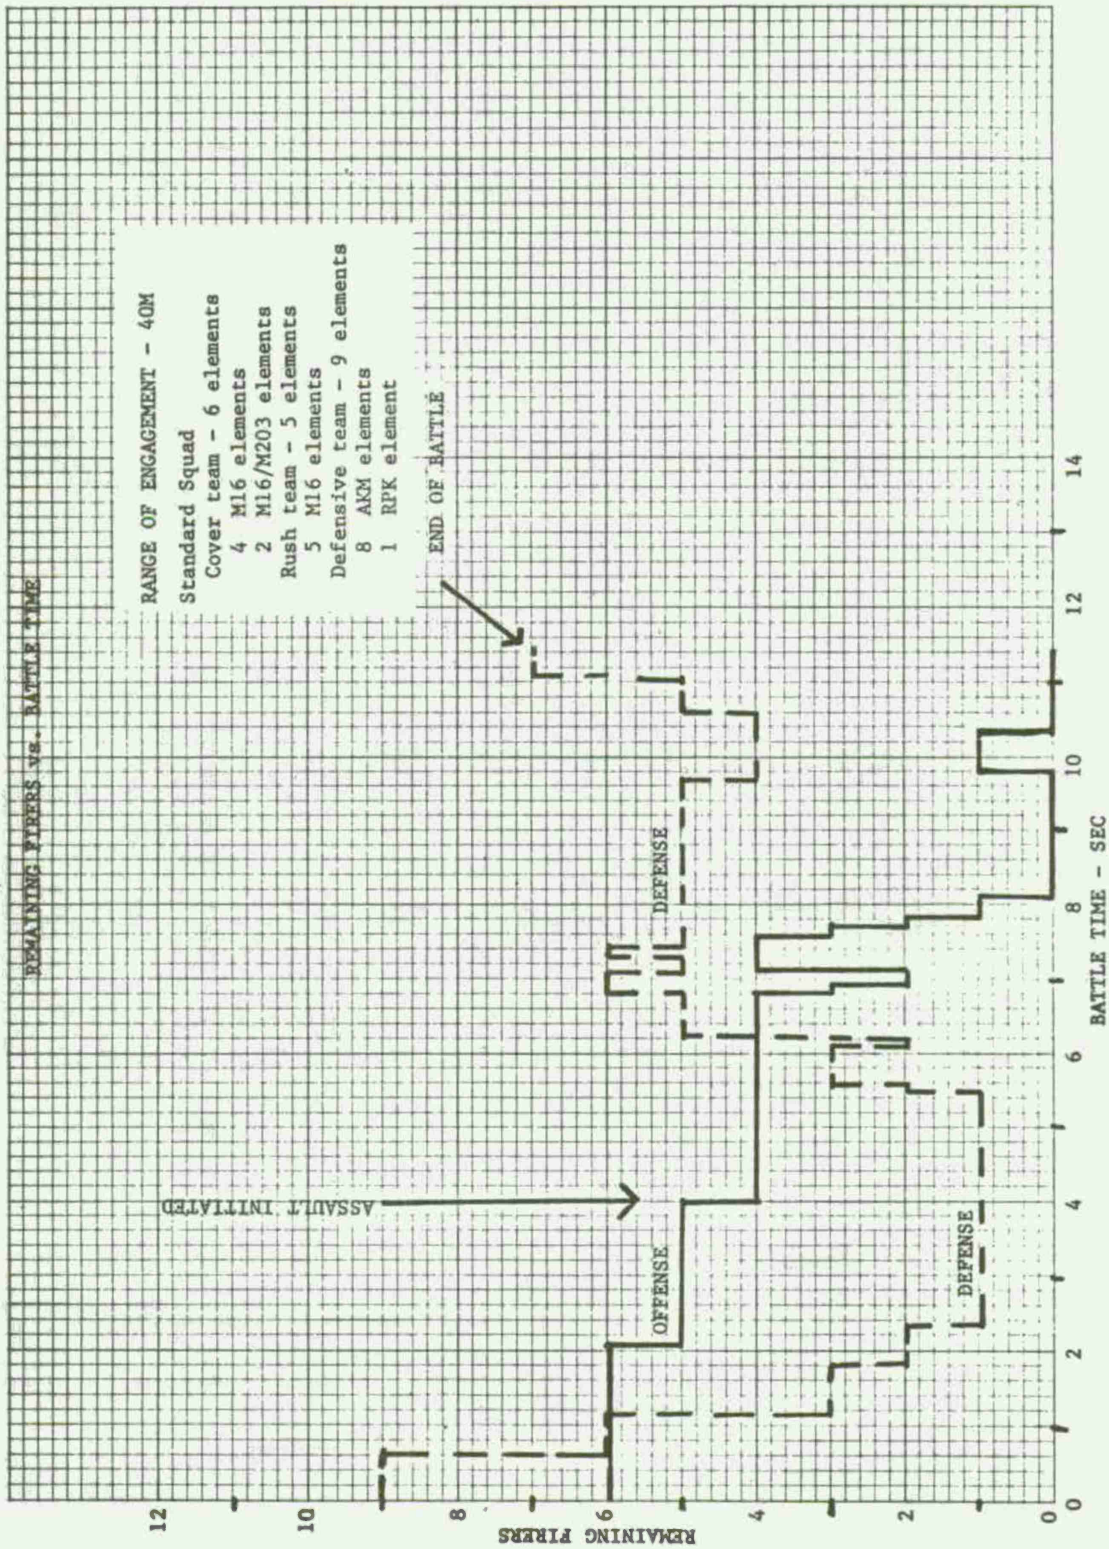 REMAINING FIRERS vs. BATTLE TIME
RANGE OF ENGAGEMENT - 40M
Standard Squad
Cover team - 6 elements
4 M16 elements
2 M16/M203 elements
Rush team - 5 elements
5 M16 elements
Defensive team - 9 elements
8 AKM elements
1 RPK element
END OF BATTLE
ASSAULT INITIATED
OFFENSE
DEFENSE
DEFENSE
REMAINING FIRERS
12
10
8
6
4
2
0
0
2
4
6
8
10
12
14
BATTLE TIME - SEC